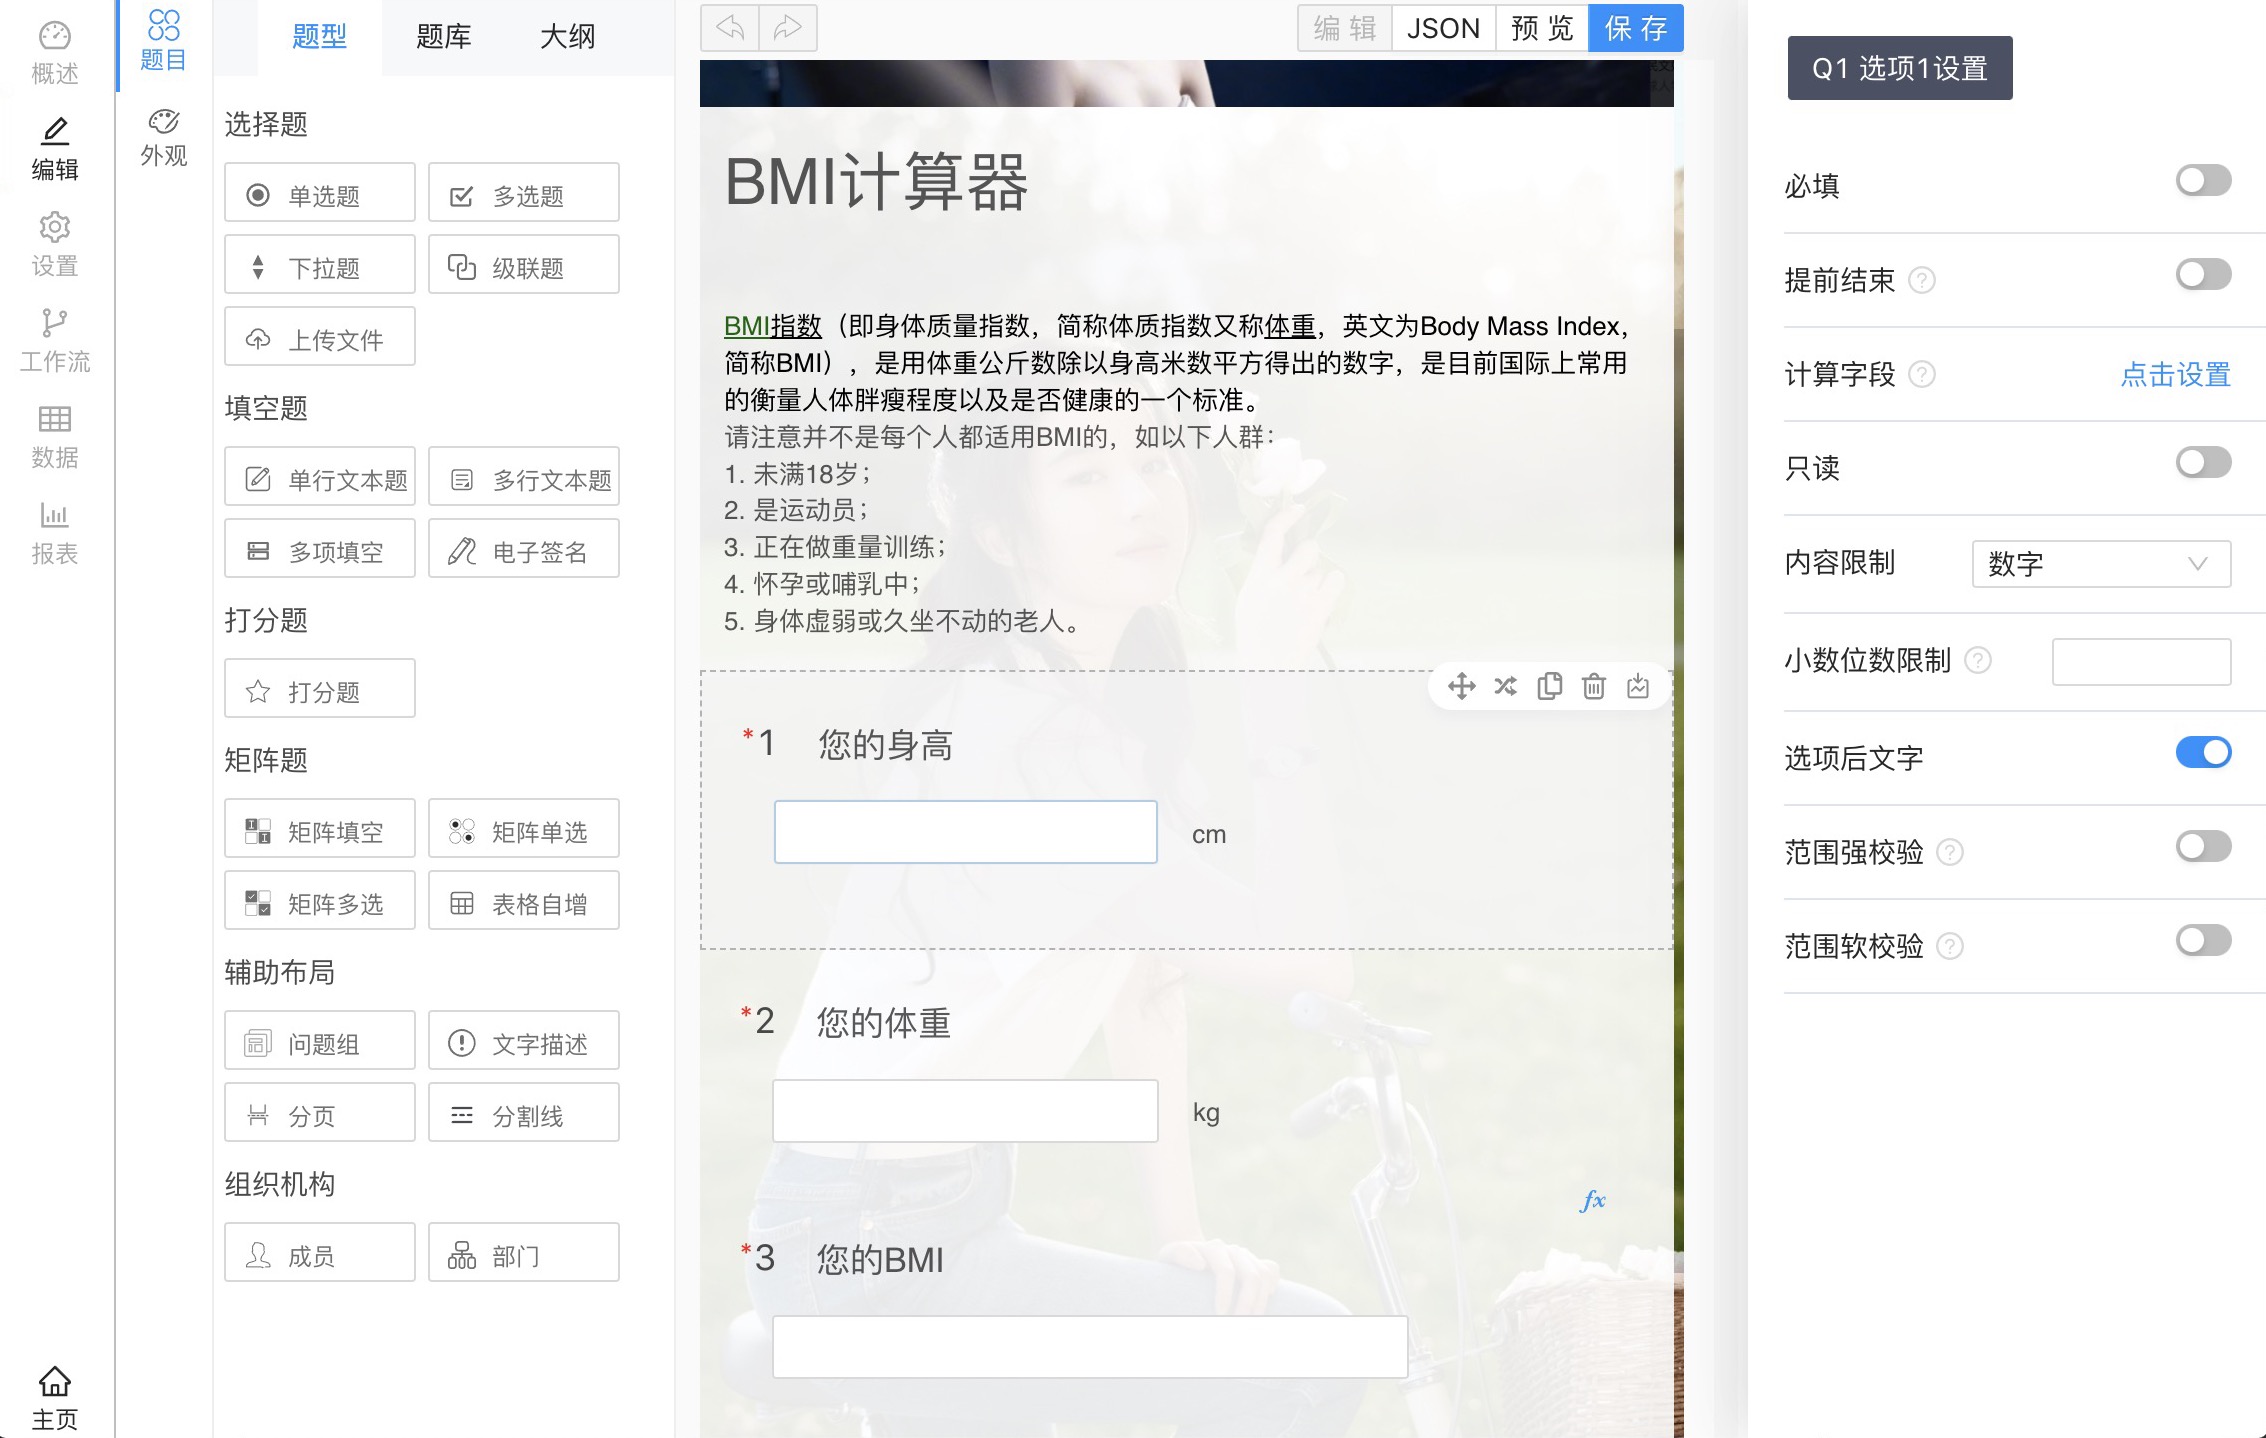 概述
编辑
设置
工作流
数据
报表
主页
题目
外观
题型 题库 大纲
选择题
单选题 多选题
下拉题 级联题
上传文件
填空题
单行文本题 多行文本题
多项填空 电子签名
打分题
打分题
矩阵题
矩阵填空 矩阵单选
矩阵多选 表格自增
辅助布局
问题组 文字描述
分页 分割线
组织机构
成员 部门
编 辑 JSON 预 览 保 存
BMI计算器
BMI指数（即身体质量指数，简称体质指数又称体重，英文为Body Mass Index，
简称BMI），是用体重公斤数除以身高米数平方得出的数字，是目前国际上常用
的衡量人体胖瘦程度以及是否健康的一个标准。
请注意并不是每个人都适用BMI的，如以下人群：
1. 未满18岁；
2. 是运动员；
3. 正在做重量训练；
4. 怀孕或哺乳中；
5. 身体虚弱或久坐不动的老人。
*1 您的身高
cm
*2 您的体重
kg
fx
*3 您的BMI
Q1 选项1设置
必填
提前结束 ?
计算字段 ? 点击设置
只读
内容限制 数字
小数位数限制 ?
选项后文字
范围强校验 ?
范围软校验 ?